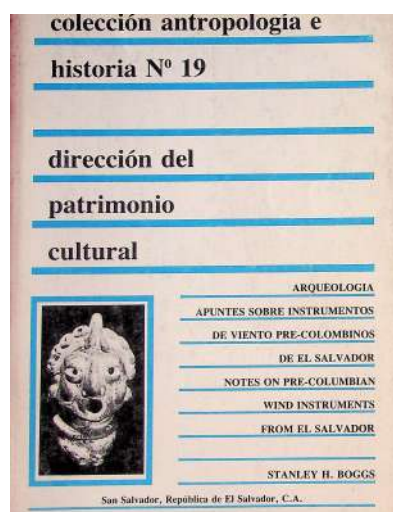 colección antropología e
historia Nº 19
dirección del
patrimonio
cultural
ARQUEOLOGIA
APUNTES SOBRE INSTRUMENTOS
DE VIENTO PRE-COLOMBINOS
DE EL SALVADOR
NOTES ON PRE-COLUMBIAN
WIND INSTRUMENTS
FROM EL SALVADOR
STANLEY H. BOGGS
San Salvador, República de El Salvador, C.A.